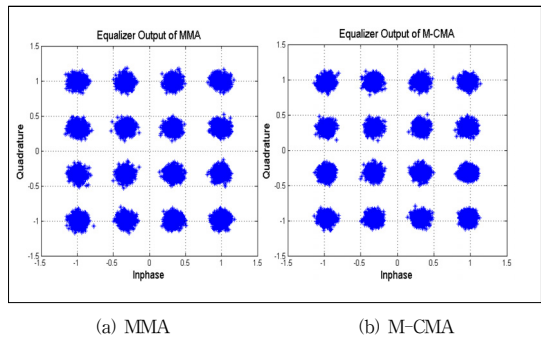 Equalizer Output of MMA
1.5
1
0.5
0
-0.5
-1
-1.5
Quadrature
-1.5 -1 -0.5 0 0.5 1 1.5
Inphase
Equalizer Output of M-CMA
1.5
1
0.5
0
-0.5
-1
-1.5
Quadrature
-1.5 -1 -0.5 0 0.5 1 1.5
Inphase
(a) MMA
(b) M-CMA